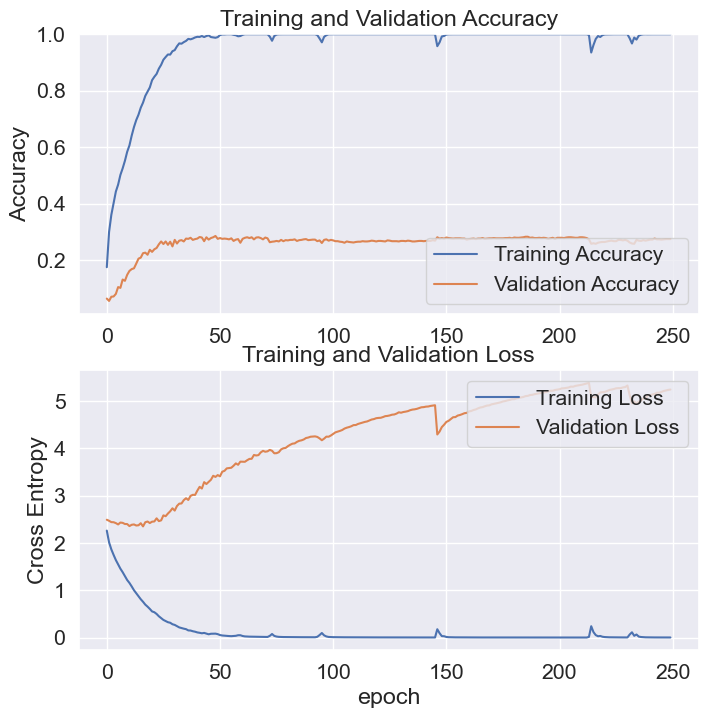 Training and Validation Accuracy
Accuracy
1.0
0.8
0.6
0.4
0.2
Training Accuracy
Validation Accuracy
0 50 100 150 200 250
Training and Validation Loss
Cross Entropy
5
4
3
2
1
0
Training Loss
Validation Loss
0 50 100 150 200 250
epoch